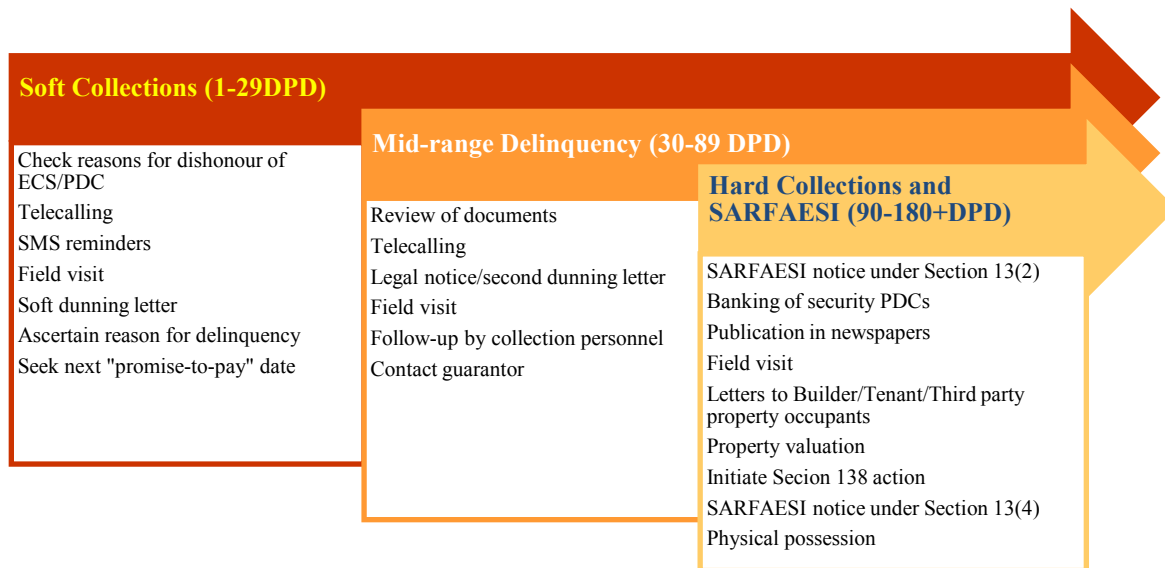 Soft Collections (1-29DPD)
Check reasons for dishonour of
ECS/PDC
Telecalling
SMS reminders
Field visit
Soft dunning letter
Ascertain reason for delinquency
Seek next "promise-to-pay" date
Mid-range Delinquency (30-89 DPD)
Review of documents
Telecalling
Legal notice/second dunning letter
Field visit
Follow-up by collection personnel
Contact guarantor
Hard Collections and
SARFAESI (90-180+DPD)
SARFAESI notice under Section 13(2)
Banking of security PDCs
Publication in newspapers
Field visit
Letters to Builder/Tenant/Third party
property occupants
Property valuation
Initiate Secion 138 action
SARFAESI notice under Section 13(4)
Physical possession